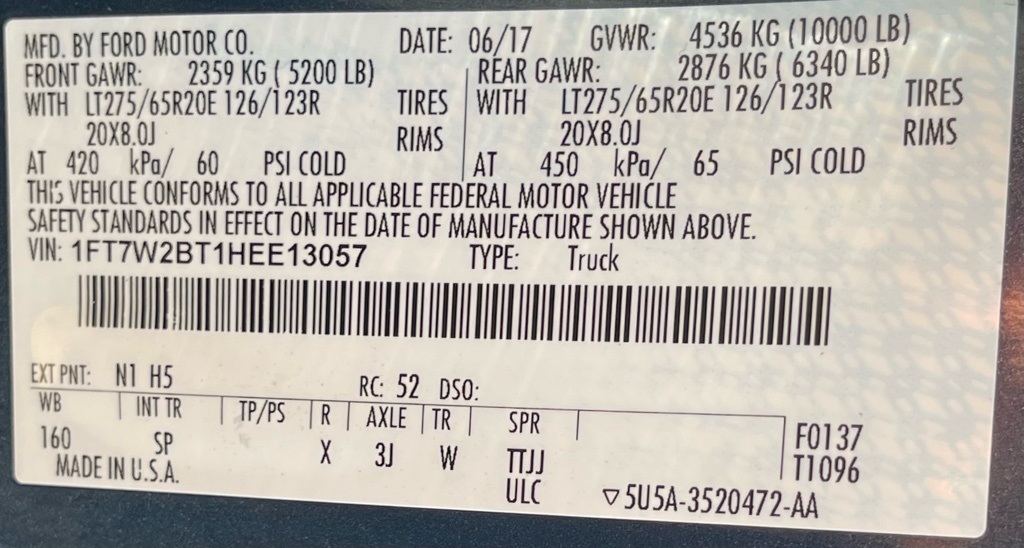 MFD. BY FORD MOTOR CO. DATE: 06/17 GVWR: 4536 KG (10000 LB)
FRONT GAWR: 2359 KG ( 5200 LB) REAR GAWR: 2876 KG ( 6340 LB)
WITH LT275/65R20E 126/123R TIRES WITH LT275/65R20E 126/123R TIRES
20X8.0J RIMS 20X8.0J RIMS
AT 420 kPa/ 60 PSI COLD AT 450 kPa/ 65 PSI COLD
THIS VEHICLE CONFORMS TO ALL APPLICABLE FEDERAL MOTOR VEHICLE
SAFETY STANDARDS IN EFFECT ON THE DATE OF MANUFACTURE SHOWN ABOVE.
VIN: 1FT7W2BT1HEE13057 TYPE: Truck
EXT PNT: N1 H5 RC: 52 DSO:
WB INT TR TP/PS R AXLE TR SPR F0137
160 SP X 3J W TTJJ T1096
MADE IN U.S.A. ULC ▽5U5A-3520472-AA